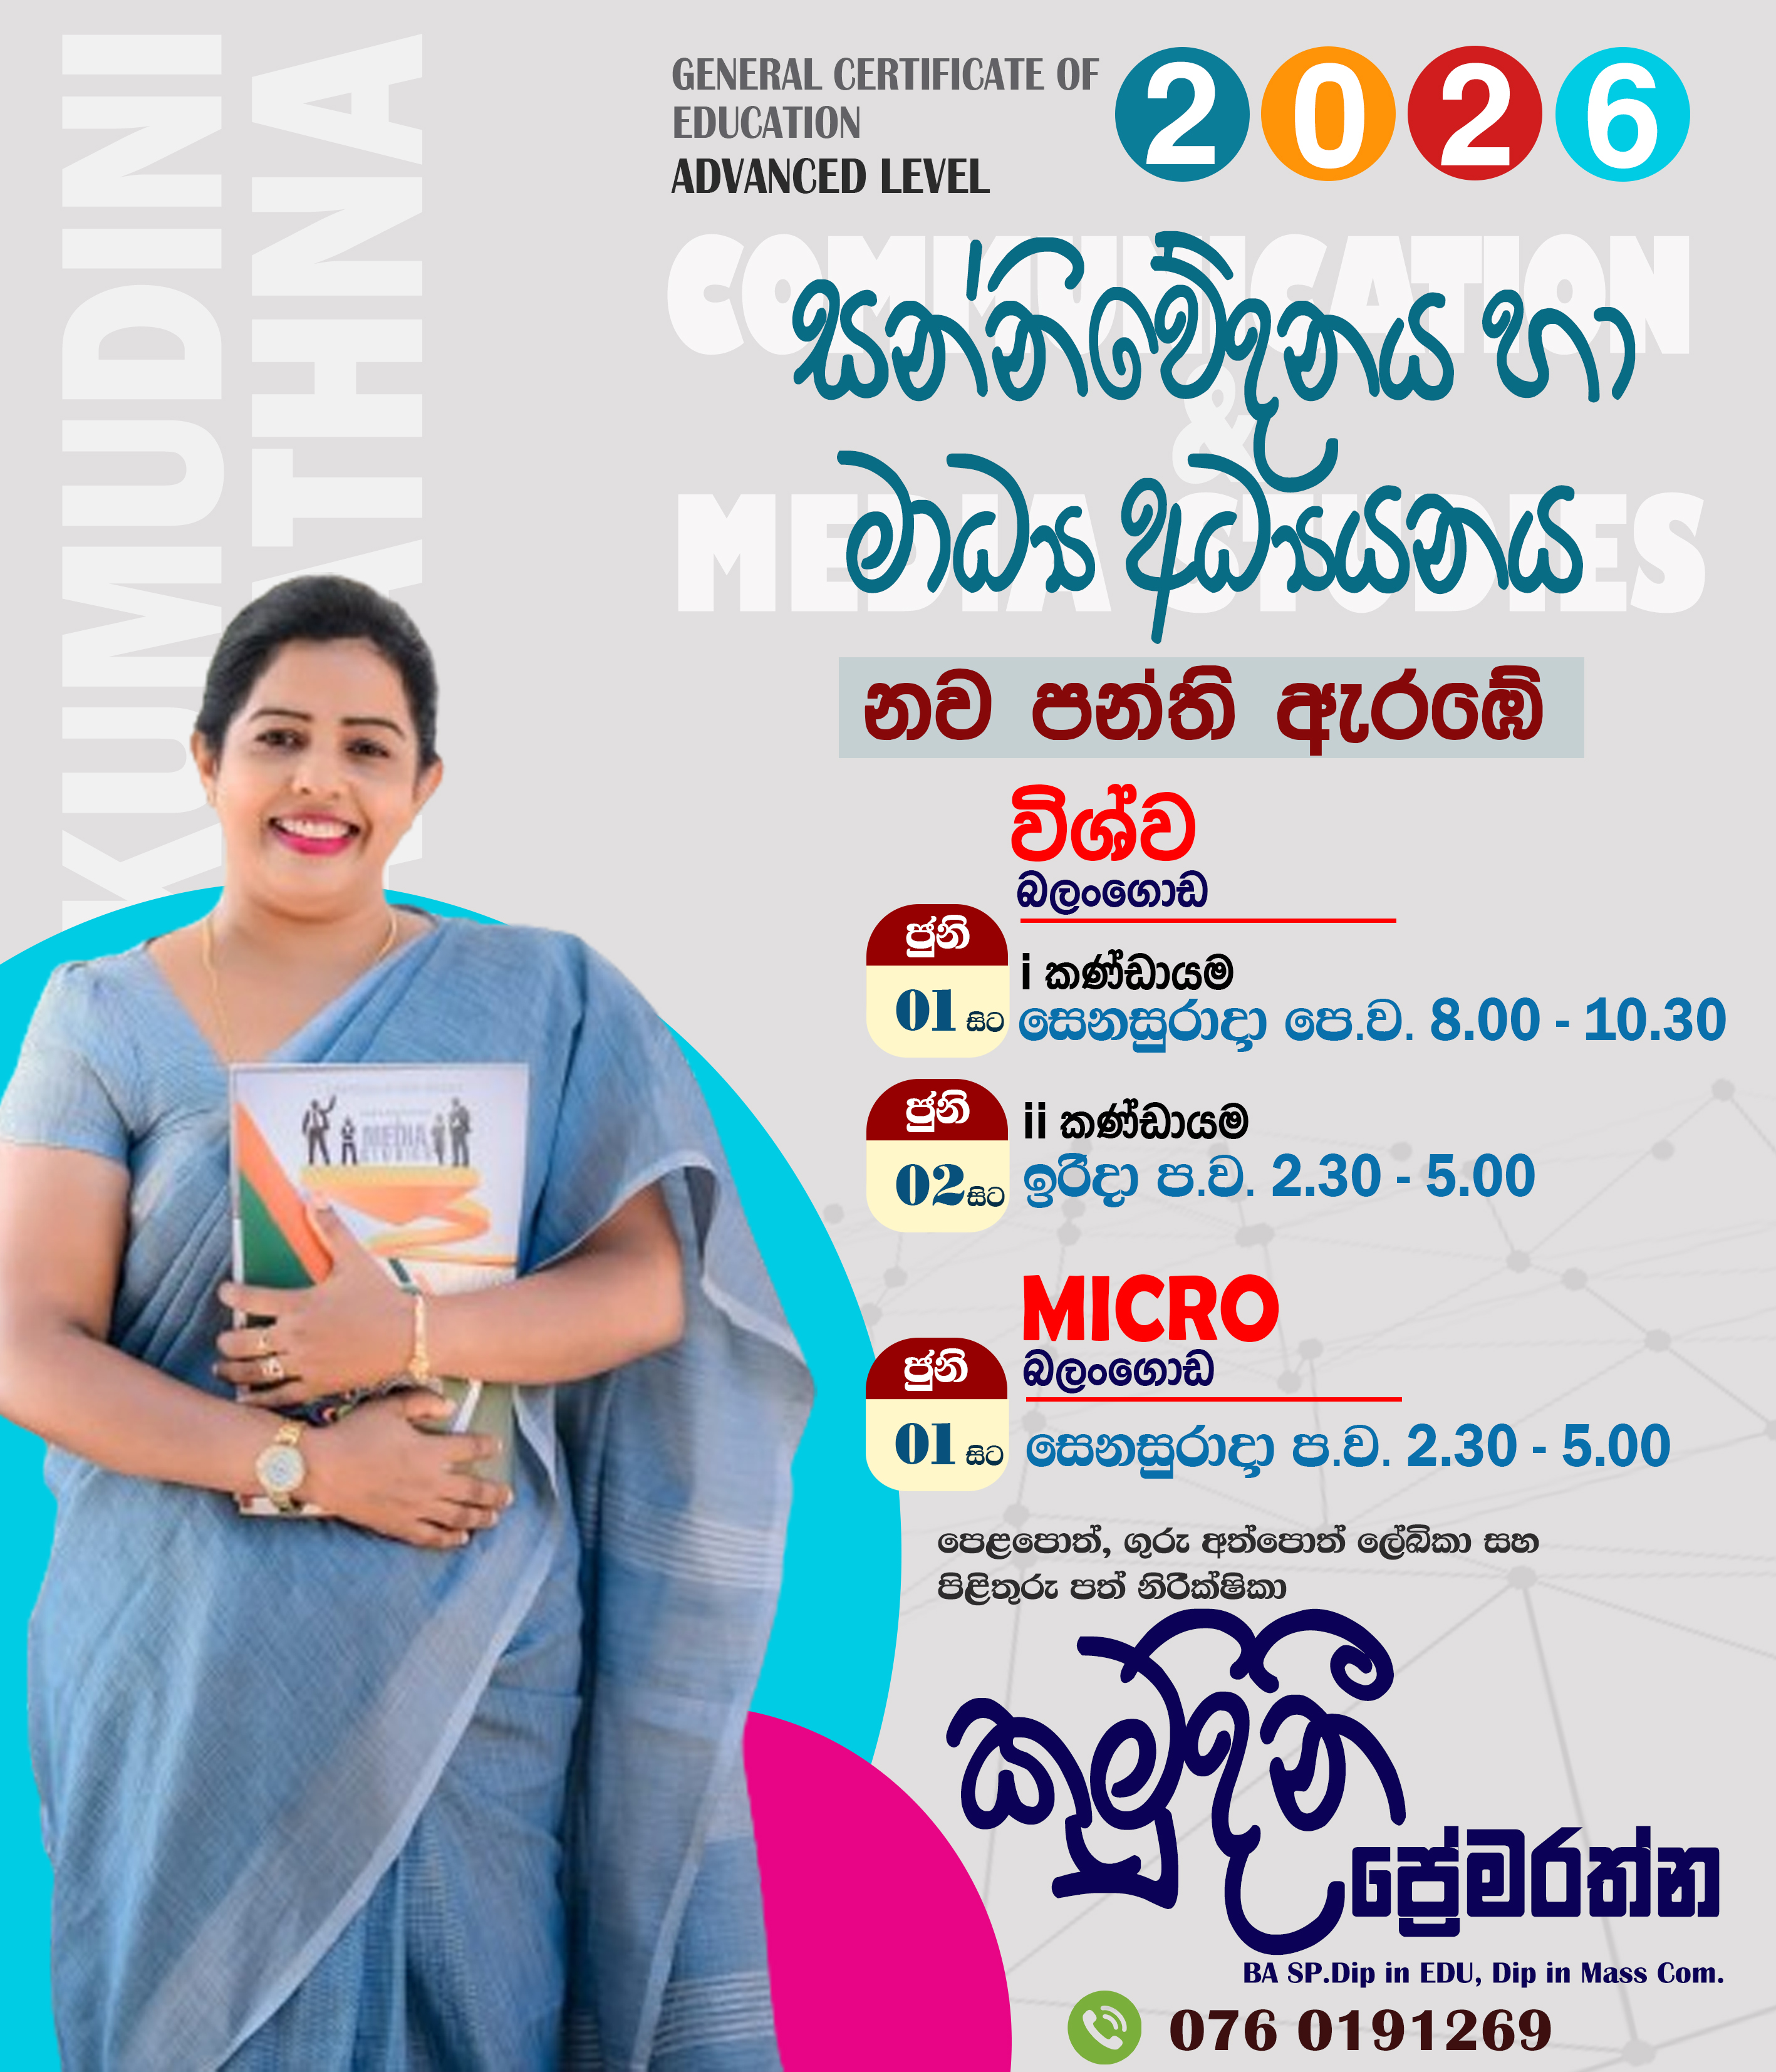 KUMUDINI
GENERAL CERTIFICATE OF
EDUCATION
ADVANCED LEVEL
2026
COMMUNICATION
&
MEDIA STUDIES
සන්නිවේදනය හා
මාධ්‍ය අධ්‍යයනය
නව පන්ති ඇරඹේ
විශ්ව
බලංගොඩ
ජුනි
01 සිට
i කණ්ඩායම
සෙනසුරාදා පෙ.ව. 8.00 - 10.30
ජුනි
02 සිට
ii කණ්ඩායම
ඉරිදා ප.ව. 2.30 - 5.00
MICRO
බලංගොඩ
ජුනි
01 සිට
සෙනසුරාදා ප.ව. 2.30 - 5.00
MEDIA
STUDIES
පෙළපොත්, ගුරු අත්පොත් ලේඛිකා සහ
පිළිතුරු පත් නිරීක්ෂිකා
කුමුදිනී
ප්‍රේමරත්න
BA SP.Dip in EDU, Dip in Mass Com.
076 0191269